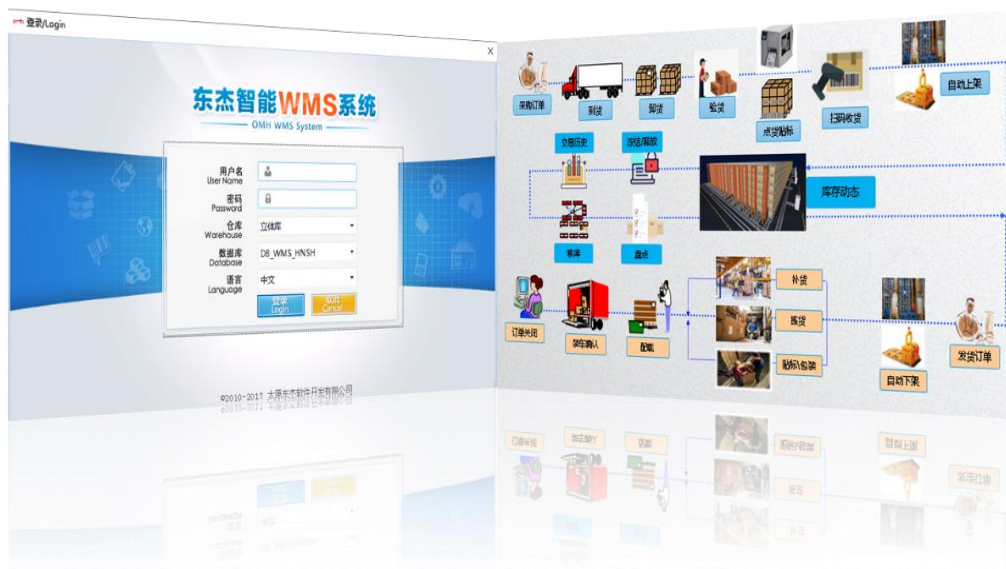 登录/Login
X
东杰智能WMS系统
OMH WMS System
用户名
User Name
密码
Password
仓库
Warehouse
立体库
数据库
Database
DB_WMS_HNSH
语言
Language
中文
登录
Login
取消
Cancel
©2010-2017 太原东杰软件开发有限公司
采购订单
到货
卸货
验货
点货贴标
扫码收货
自动上架
交易历史
冻结/释放
库存动态
移库
盘点
订单关闭
装车确认
配载
补货
拣货
贴标\包装
自动下架
发货订单